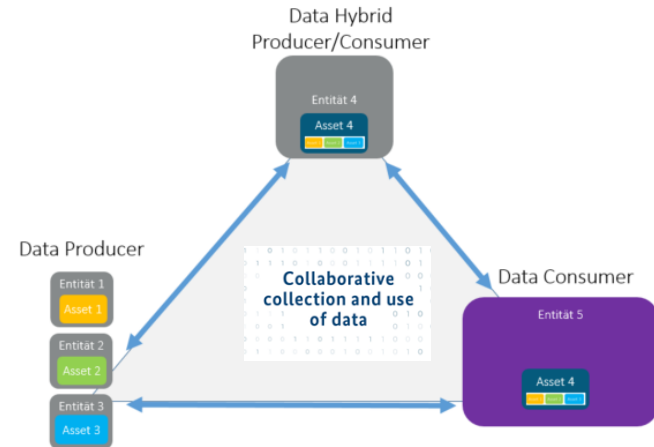 Data Hybrid
Producer/Consumer
Entität 4
Asset 4
Data Producer
Entität 1
Asset 1
Entität 2
Asset 2
Entität 3
Asset 3
Collaborative
collection and use
of data
Data Consumer
Entität 5
Asset 4